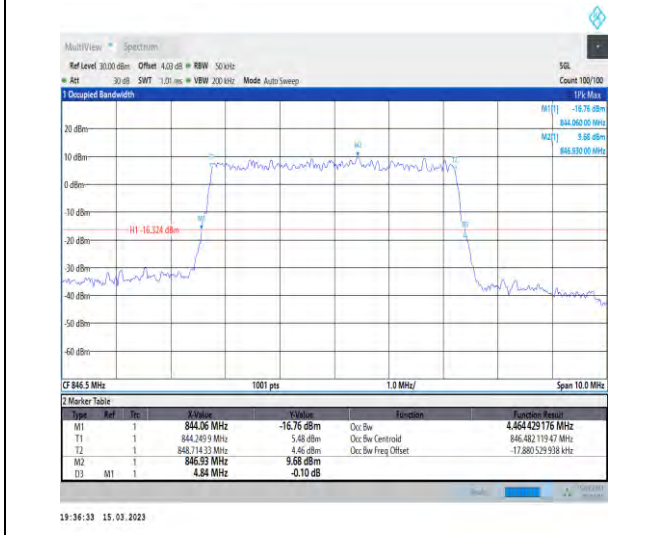 MultiView Spectrum
Ref Level 30.00 dBm Offset 4.03 dB RBW 50 kHz SGL
Att 30 dB SWT 1.01 ms VBW 200 kHz Mode Auto Sweep Count 100/100
1 Occupied Bandwidth 1Pk Max
M1[1] -16.76 dBm
844.060 00 MHz
M2[1] 9.68 dBm
846.930 00 MHz
20 dBm
10 dBm
0 dBm
-10 dBm
H1 -16.324 dBm
-20 dBm
-30 dBm
-40 dBm
-50 dBm
-60 dBm
CF 846.5 MHz 1001 pts 1.0 MHz/ Span 10.0 MHz
2 Marker Table
Type Ref Trc X-Value Y-Value Function Function Result
M1 1 844.06 MHz -16.76 dBm Occ Bw 4.464 429 176 MHz
T1 1 844.249 9 MHz 5.48 dBm Occ Bw Centroid 846.482 119 47 MHz
T2 1 848.714 33 MHz 4.46 dBm Occ Bw Freq Offset -17.880 529 938 kHz
M2 1 846.93 MHz 9.68 dBm
D3 M1 1 4.84 MHz -0.10 dB
19:36:33 15.03.2023